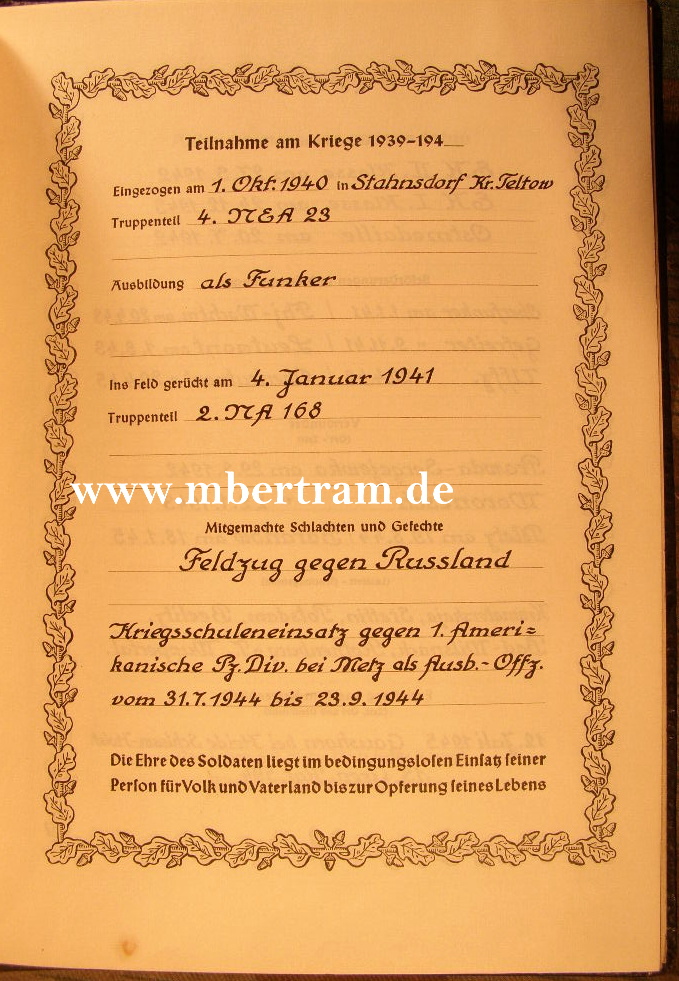 Teilnahme am Kriege 1939-194
Eingezogen am 1. Okt. 1940 in Stahnsdorf Kr. Teltow
Truppenteil 4. NEA 23
Ausbildung als Funker
Ins Feld gerückt am 4. Januar 1941
Truppenteil 2. NA 168
www.mbertram.de
Mitgemachte Schlachten und Gefechte
Feldzug gegen Russland
Kriegsschuleneinsatz gegen 1. Ameri=
kanische Pz. Div. bei Metz als Ausb.-Offz.
vom 31.7.1944 bis 23.9.1944
Die Ehre des Soldaten liegt im bedingungslosen Einsatz seiner
Person für Volk und Vaterland bis zur Opferung seines Lebens